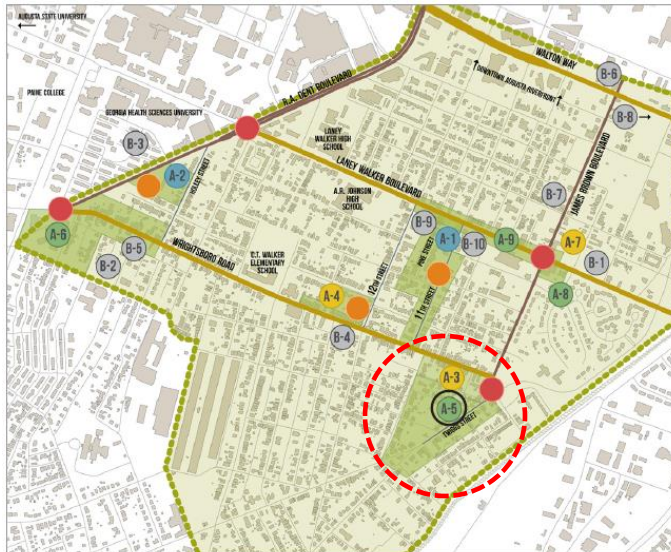 AUGUSTA STATE UNIVERSITY
PAINE COLLEGE
GEORGIA HEALTH SCIENCES UNIVERSITY
R.A. DENT BOULEVARD
WALTON WAY
B-6
DOWNTOWN AUGUSTA RIVERFRONT
B-8
B-3
A-2
HOLLEY STREET
LANEY
WALKER HIGH
SCHOOL
LANEY WALKER BOULEVARD
JAMES BROWN BOULEVARD
A.R. JOHNSON
HIGH
SCHOOL
B-7
A-6
B-5
B-2
WRIGHTSBORO ROAD
C.T. WALKER
ELEMENTARY
SCHOOL
12TH STREET
B-9
PINE STREET
A-1
B-10
A-9
A-7
B-1
A-8
11TH STREET
A-4
B-4
A-3
A-5
TWIGGS STREET